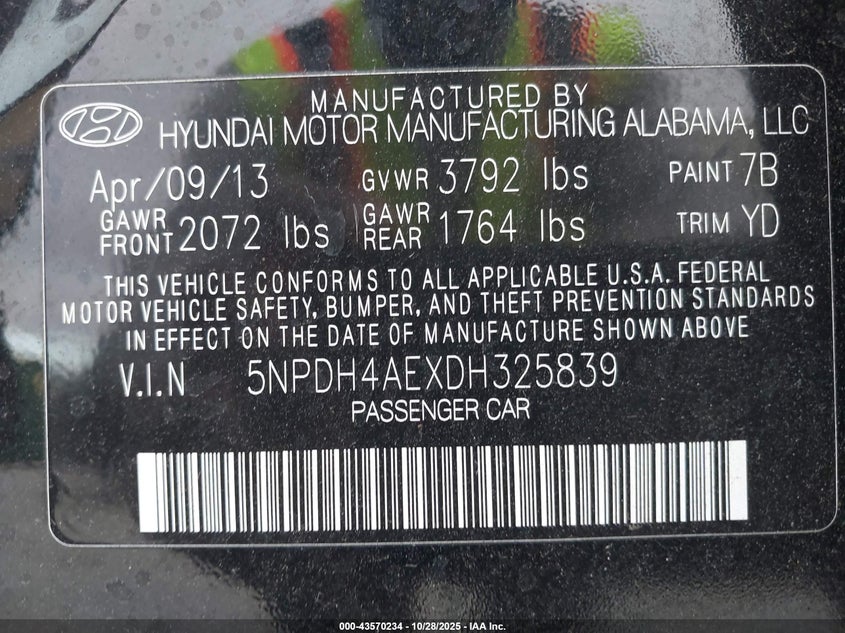 MANUFACTURED BY
HYUNDAI MOTOR MANUFACTURING ALABAMA, LLC
Apr/09/13 GVWR 3792 lbs PAINT 7B
GAWR FRONT 2072 lbs GAWR REAR 1764 lbs TRIM YD
THIS VEHICLE CONFORMS TO ALL APPLICABLE U.S.A. FEDERAL
MOTOR VEHICLE SAFETY, BUMPER, AND THEFT PREVENTION STANDARDS
IN EFFECT ON THE DATE OF MANUFACTURE SHOWN ABOVE
V.I.N 5NPDH4AEXDH325839
PASSENGER CAR
000-43570234 - 10/28/2025 - IAA Inc.